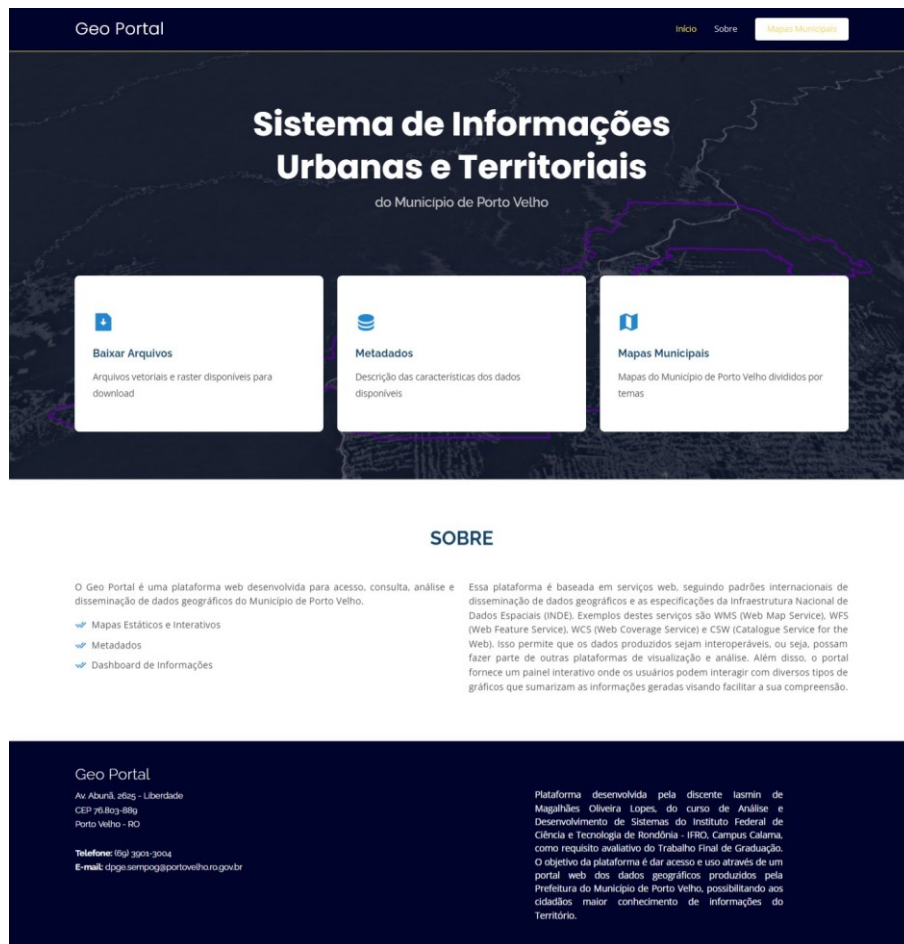 Geo Portal
Início
Sobre
Mapas Municipais
Sistema de Informações
Urbanas e Territoriais
do Município de Porto Velho
Baixar Arquivos
Arquivos vetoriais e raster disponíveis para
download
Metadados
Descrição das características dos dados
disponíveis
Mapas Municipais
Mapas do Município de Porto Velho divididos por
temas
SOBRE
O Geo Portal é uma plataforma web desenvolvida para acesso, consulta, análise e
disseminação de dados geográficos do Município de Porto Velho.
Mapas Estáticos e Interativos
Metadados
Dashboard de Informações
Essa plataforma é baseada em serviços web, seguindo padrões internacionais de
disseminação de dados geográficos e as especificações da Infraestrutura Nacional de
Dados Espaciais (INDE). Exemplos destes serviços são WMS (Web Map Service), WFS
(Web Feature Service), WCS (Web Coverage Service) e CSW (Catalogue Service for the
Web). Isso permite que os dados produzidos sejam interoperáveis, ou seja, possam
fazer parte de outras plataformas de visualização e análise. Além disso, o portal
fornece um painel interativo onde os usuários podem interagir com diversos tipos de
gráficos que sumarizam as informações geradas visando facilitar a sua compreensão.
Geo Portal
Av. Abunã, 2625 - Liberdade
CEP 76.803-889
Porto Velho - RO
Telefone: (69) 3901-3004
E-mail: dpge.sempog@portovelho.ro.gov.br
Plataforma desenvolvida pela discente Iasmin de
Magalhães Oliveira Lopes, do curso de Análise e
Desenvolvimento de Sistemas do Instituto Federal de
Ciência e Tecnologia de Rondônia - IFRO, Campus Calama,
como requisito avaliativo do Trabalho Final de Graduação.
O objetivo da plataforma é dar acesso e uso através de um
portal web dos dados geográficos produzidos pela
Prefeitura do Município de Porto Velho, possibilitando aos
cidadãos maior conhecimento de informações do
Território.